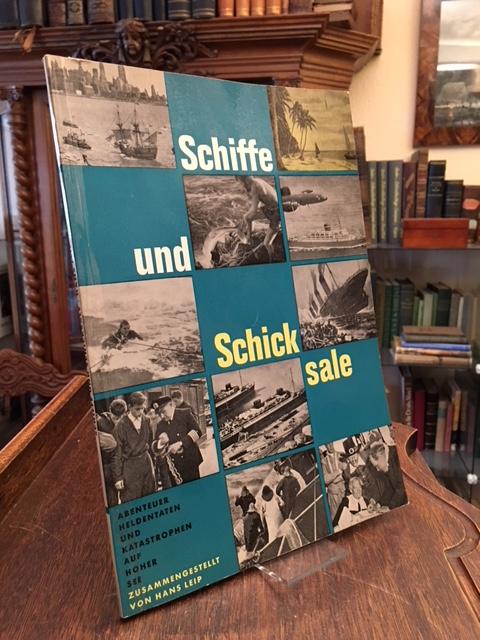 Schiffe
und
Schick
sale
ABENTEUER
HELDENTATEN
UND
KATASTROPHEN
AUF
HOHER
SEE
ZUSAMMENGESTELLT
VON HANS LEIP